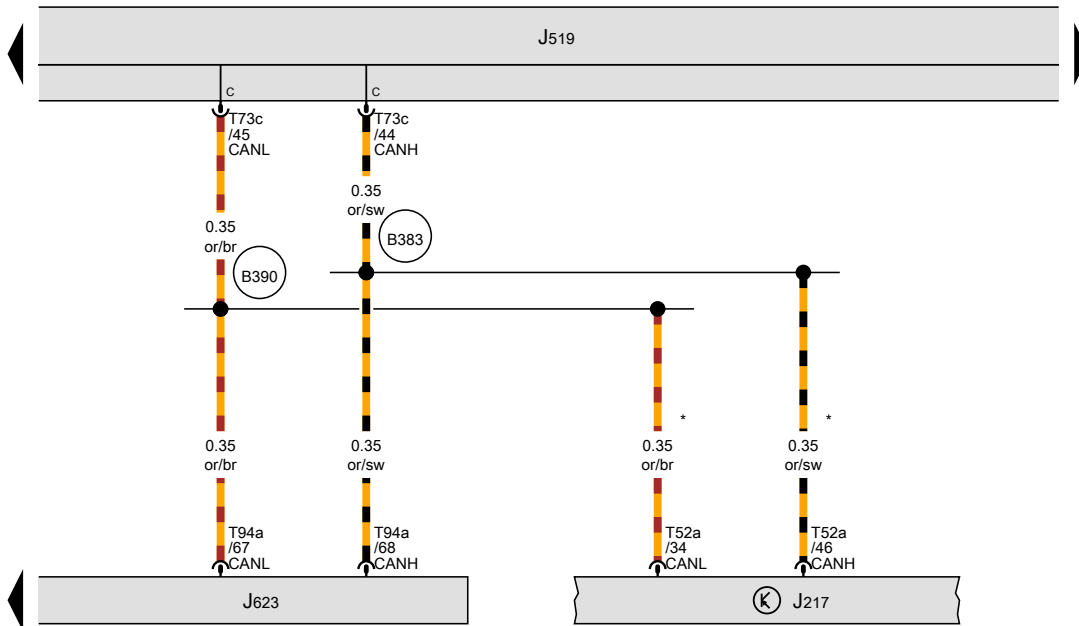 J519
C
C
T73c
/45
CANL
T73c
/44
CANH
0.35
or/sw
0.35
or/br
B383
B390
*
*
0.35
or/br
0.35
or/sw
0.35
or/br
0.35
or/sw
T94a
/67
CANL
T94a
/68
CANH
T52a
/34
CANL
T52a
/46
CANH
J623
K J217